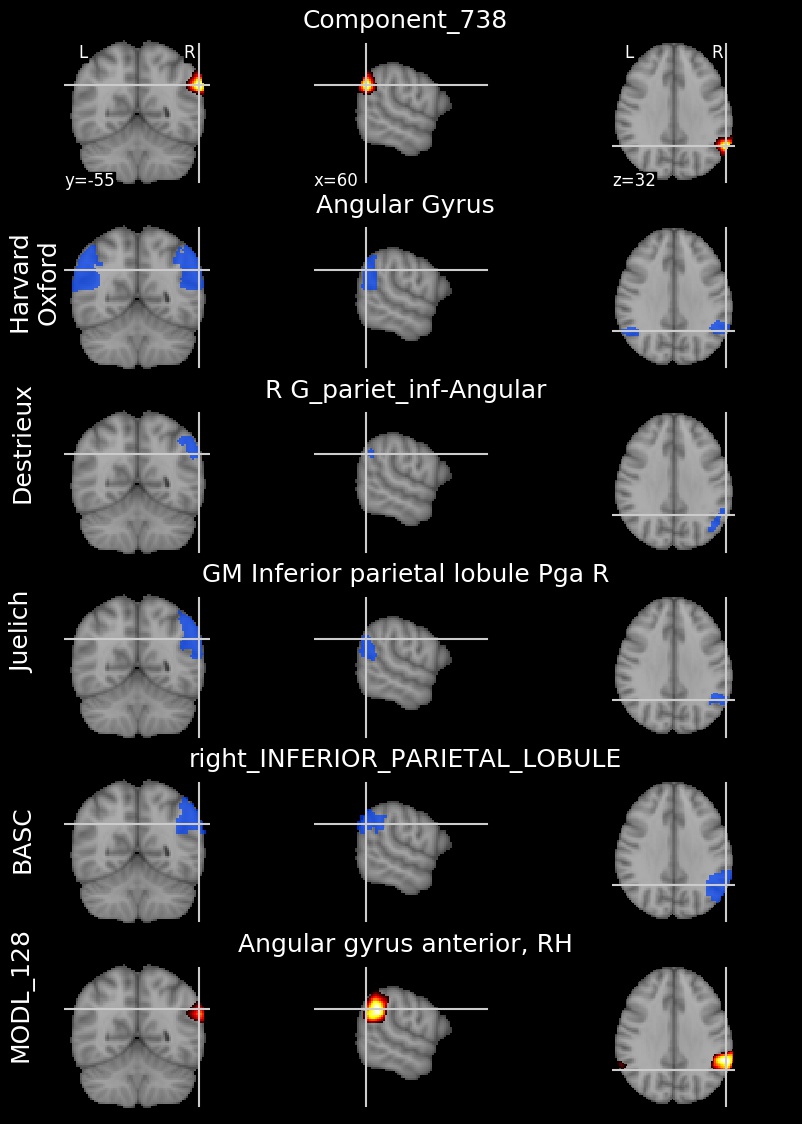 Component_738
L R
L R
y=-55
x=60
z=32
Angular Gyrus
Harvard
Oxford
R G_pariet_inf-Angular
Destrieux
GM Inferior parietal lobule Pga R
Juelich
right_INFERIOR_PARIETAL_LOBULE
BASC
Angular gyrus anterior, RH
MODL_128